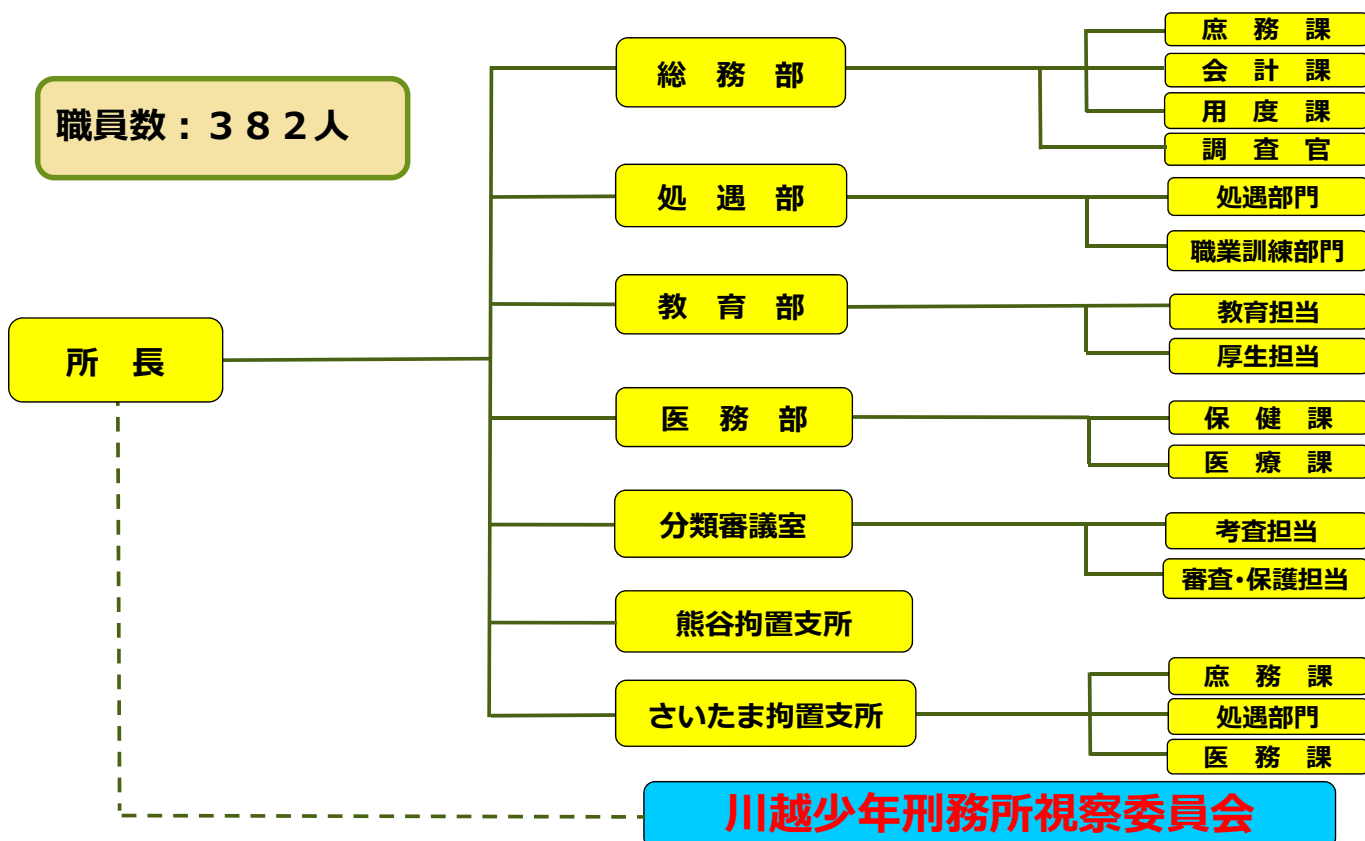 職員数：３８２人
所　長
総　務　部
庶　務　課
会　計　課
用　度　課
調　査　官
処　遇　部
処遇部門
職業訓練部門
教　育　部
教育担当
厚生担当
医　務　部
保　健　課
医　療　課
分類審議室
考査担当
審査・保護担当
熊谷拘置支所
さいたま拘置支所
庶　務　課
処遇部門
医　務　課
川越少年刑務所視察委員会